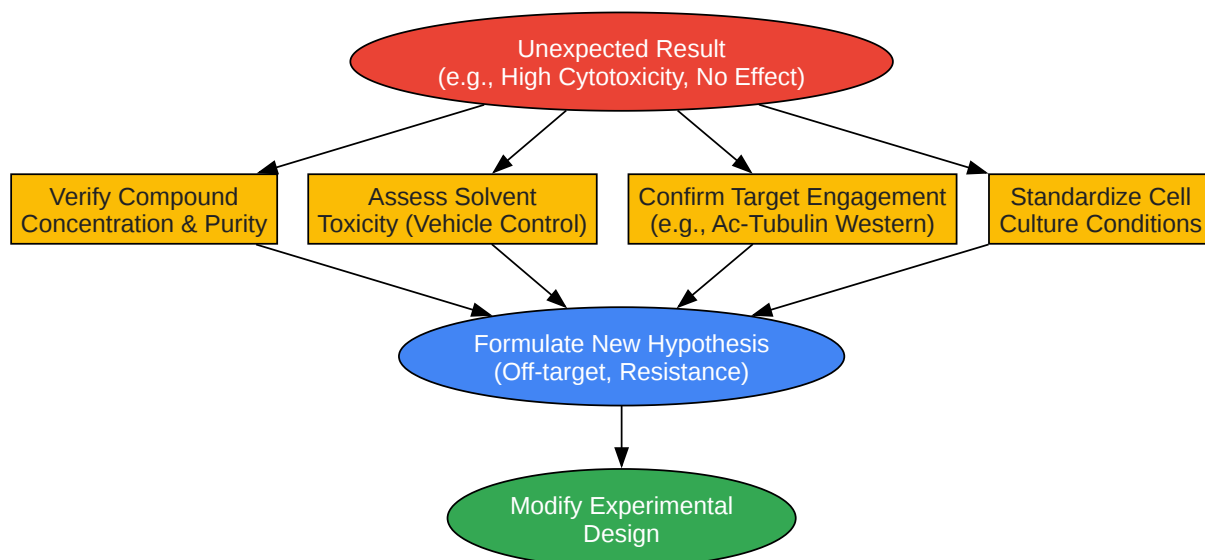 Unexpected Result
(e.g., High Cytotoxicity, No Effect)
Verify Compound
Concentration & Purity
Assess Solvent
Toxicity (Vehicle Control)
Confirm Target Engagement
(e.g., Ac-Tubulin Western)
Standardize Cell
Culture Conditions
Formulate New Hypothesis
(Off-target, Resistance)
Modify Experimental
Design